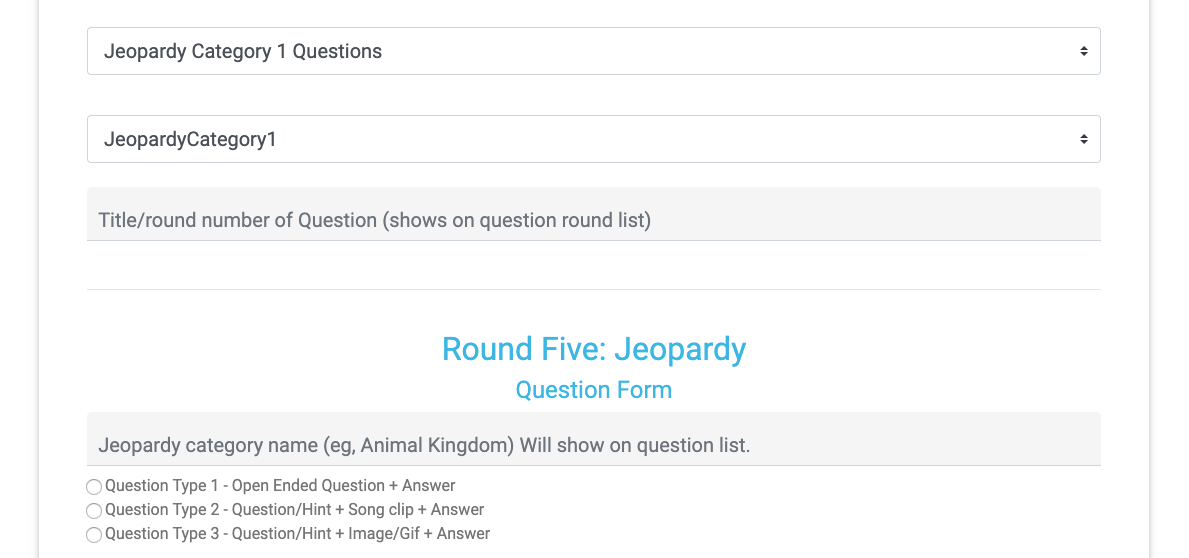 Jeopardy Category 1 Questions
JeopardyCategory1
Title/round number of Question (shows on question round list)
Round Five: Jeopardy
Question Form
Jeopardy category name (eg, Animal Kingdom) Will show on question list.
Question Type 1 - Open Ended Question + Answer
Question Type 2 - Question/Hint + Song clip + Answer
Question Type 3 - Question/Hint + Image/Gif + Answer